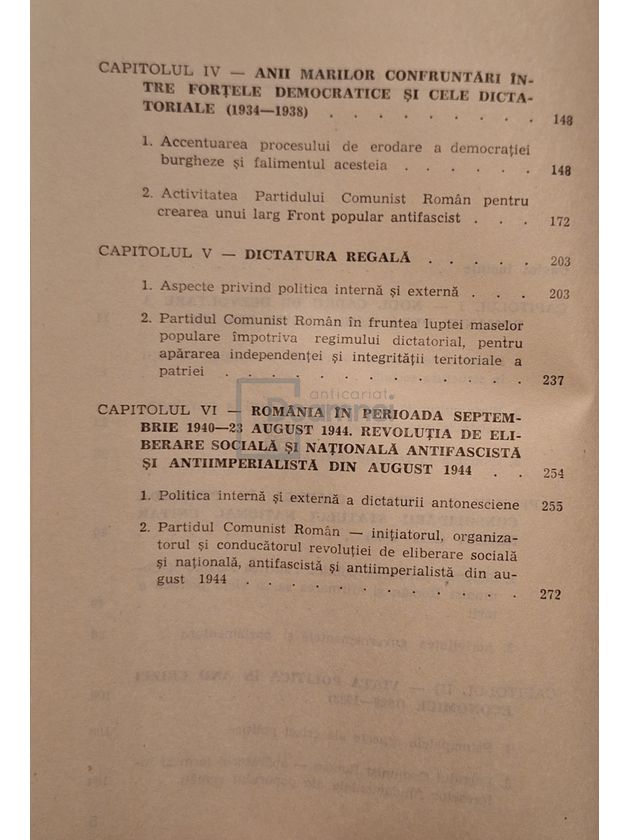 CAPITOLUL IV — ANII MARILOR CONFRUNTĂRI ÎN-
TRE FORȚELE DEMOCRATICE ȘI CELE DICTA-
TORIALE (1934—1938) . . . . . . . . . 148
1. Accentuarea procesului de erodare a democrației
burgheze și falimentul acesteia . . . . . . 148
2. Activitatea Partidului Comunist Român pentru
crearea unui larg Front popular antifascist . . . 172
CAPITOLUL V — DICTATURA REGALĂ . . . . . 203
1. Aspecte privind politica internă și externă . . . 203
2. Partidul Comunist Român în fruntea luptei maselor
populare împotriva regimului dictatorial, pentru
apărarea independenței și integrității teritoriale a
patriei . . . . . . . . . . . . 237
anticariat
CAPITOLUL VI — ROMÂNIA ÎN PERIOADA SEPTEM-
BRIE 1940—23 AUGUST 1944. REVOLUȚIA DE ELI-
BERARE SOCIALĂ ȘI NAȚIONALĂ ANTIFASCISTĂ
ȘI ANTIIMPERIALISTĂ DIN AUGUST 1944 . . 254
1. Politica internă și externă a dictaturii antonesciene 255
2. Partidul Comunist Român — inițiatorul, organiza-
torul și conducătorul revoluției de eliberare socială
și națională, antifascistă și antiimperialistă din au-
gust 1944 . . . . . . . . . . . 272